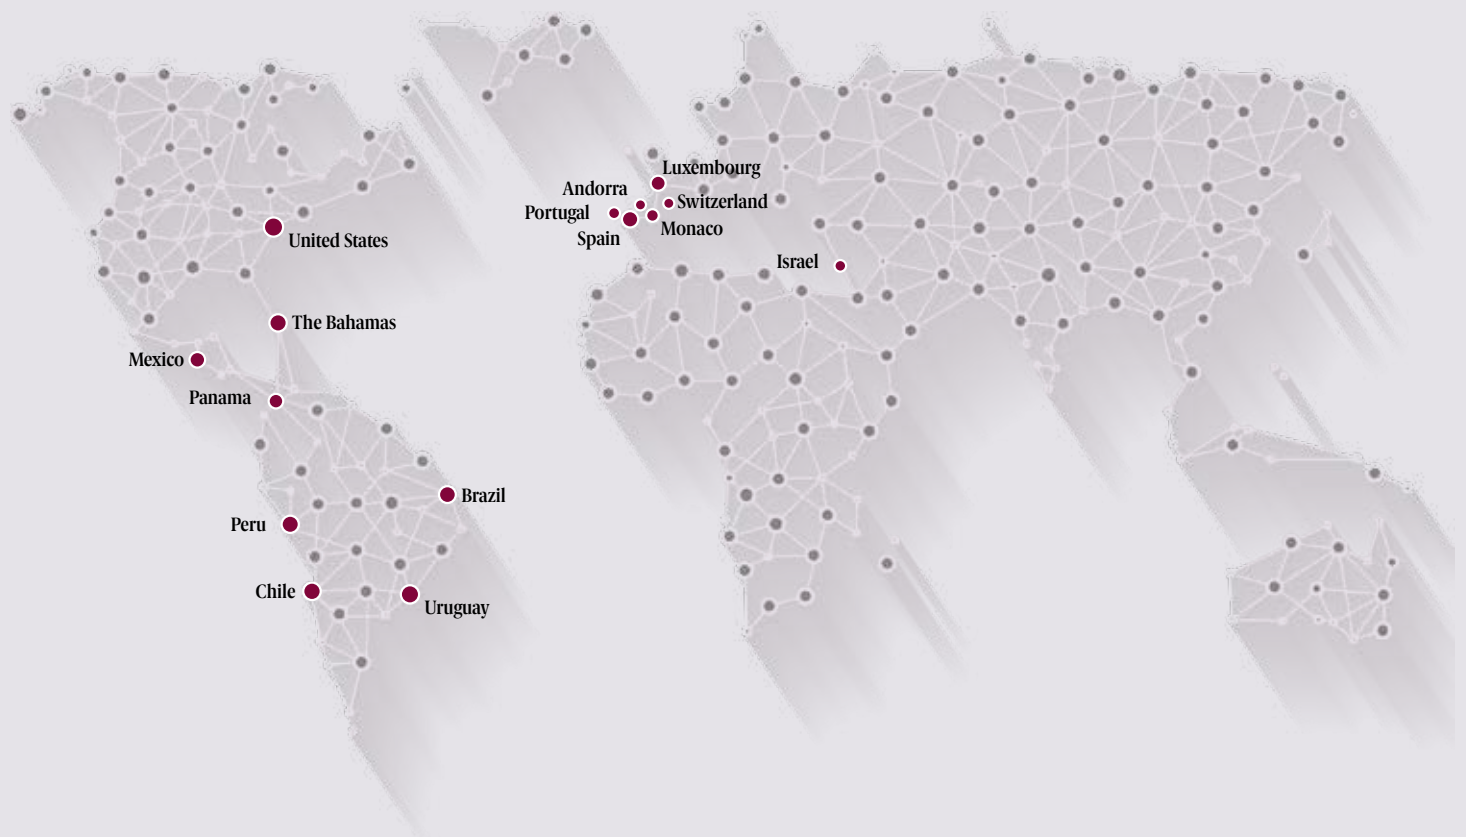 Luxembourg
Andorra
Switzerland
Portugal
Monaco
Spain
United States
Israel
The Bahamas
Mexico
Panama
Brazil
Peru
Chile
Uruguay